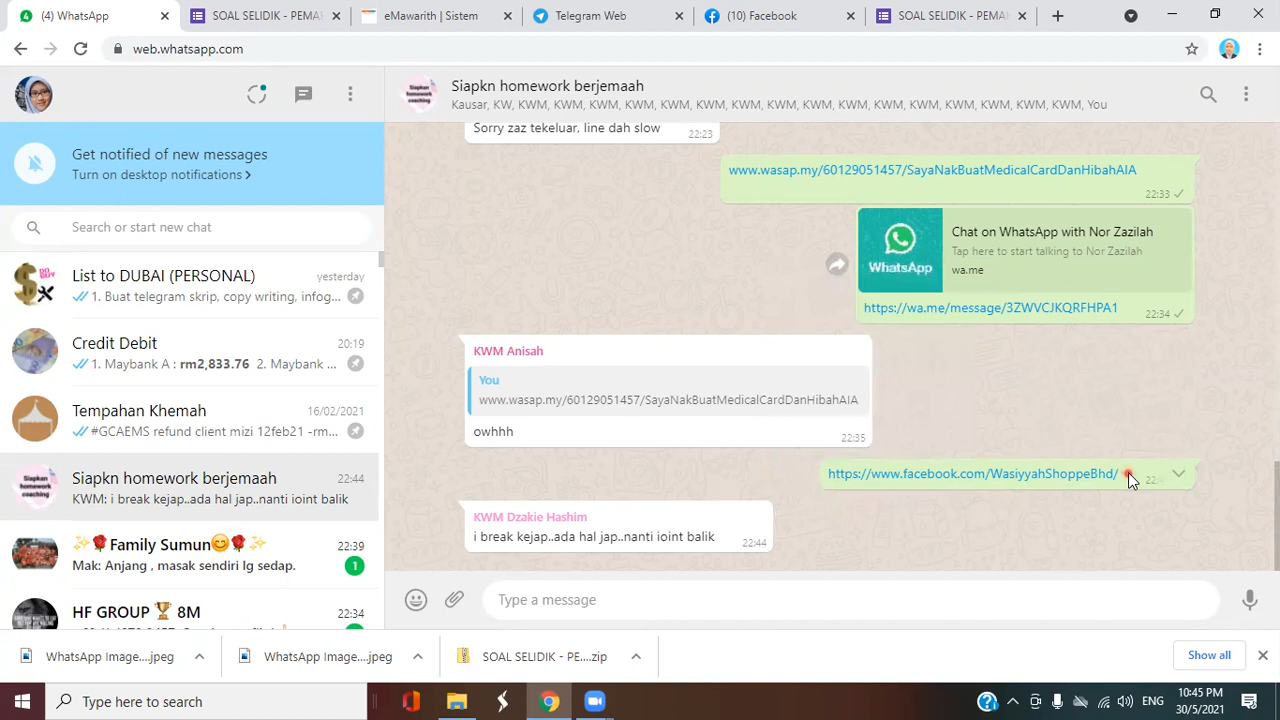 (4) WhatsApp
SOAL SELIDIK - PEMA
eMawarith | Sistem
Telegram Web
(10) Facebook
SOAL SELIDIK - PEMAN
web.whatsapp.com
Siapkn homework berjemaah
Kausar, KW, KWM, KWM, KWM, KWM, KWM, KWM, KWM, KWM, KWM, KWM, KWM, KWM, KWM, KWM, KWM, You
Get notified of new messages
Turn on desktop notifications
Search or start new chat
List to DUBAI (PERSONAL)
yesterday
1. Buat telegram skrip, copy writing, infog...
Credit Debit
20:19
1. Maybank A : rm2,833.76 2. Maybank ...
Tempahan Khemah
16/02/2021
#GCAEMS refund client mizi 12feb21 -rm...
Siapkn homework berjemaah
22:44
KWM: i break kejap..ada hal jap..nanti ioint balik
Family Sumun
22:39
Mak: Anjang , masak sendiri lg sedap.
1
HF GROUP 🏆 8M
22:34
Sorry zaz tekeluar, line dah slow
22:23
www.wasap.my/60129051457/SayaNakBuatMedicalCardDanHibahAIA
22:33
WhatsApp
Chat on WhatsApp with Nor Zazilah
Tap here to start talking to Nor Zazilah
wa.me
https://wa.me/message/3ZWVCJKQRFHPA1
22:34
KWM Anisah
You
www.wasap.my/60129051457/SayaNakBuatMedicalCardDanHibahAIA
owhhh
22:35
https://www.facebook.com/WasiyyahShoppeBhd/
KWM Dzakie Hashim
i break kejap..ada hal jap..nanti ioint balik
22:44
Type a message
WhatsApp Image....jpeg
WhatsApp Image....jpeg
SOAL SELIDIK - PE....zip
Show all
Type here to search
ENG
10:45 PM
30/5/2021